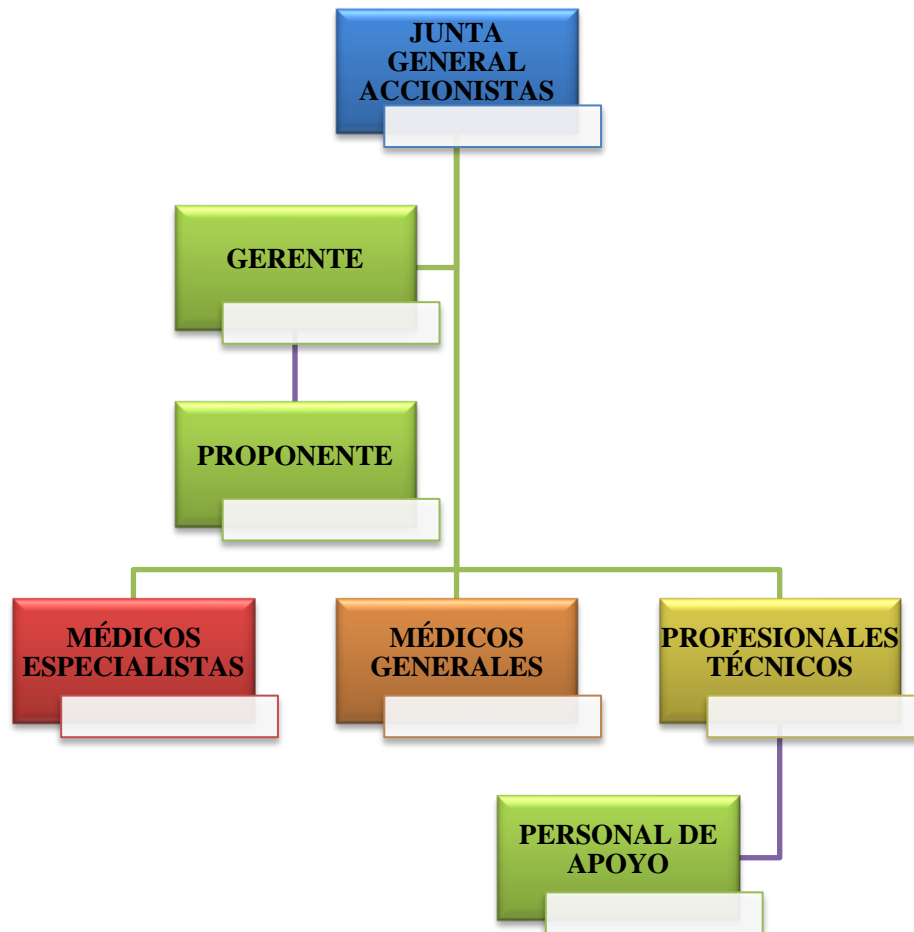 JUNTA
GENERAL
ACCIONISTAS
GERENTE
PROPONENTE
MÉDICOS
ESPECIALISTAS
MÉDICOS
GENERALES
PROFESIONALES
TÉCNICOS
PERSONAL DE
APOYO